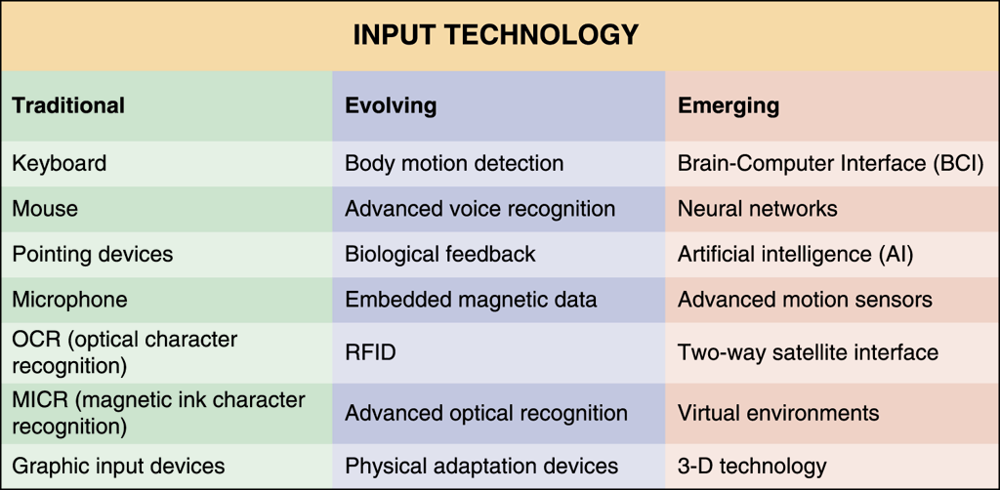 INPUT TECHNOLOGY
Traditional Evolving Emerging
Keyboard Body motion detection Brain-Computer Interface (BCI)
Mouse Advanced voice recognition Neural networks
Pointing devices Biological feedback Artificial intelligence (AI)
Microphone Embedded magnetic data Advanced motion sensors
OCR (optical character
recognition) RFID Two-way satellite interface
MICR (magnetic ink character
recognition) Advanced optical recognition Virtual environments
Graphic input devices Physical adaptation devices 3-D technology